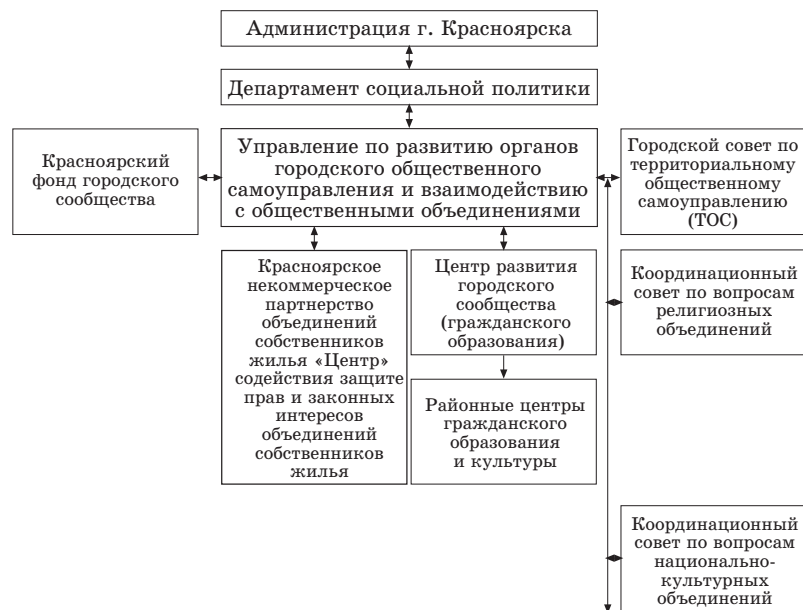 Администрация г. Красноярска
Департамент социальной политики
Красноярский
фонд городского
сообщества
Управление по развитию органов
городского общественного
самоуправления и взаимодействию
с общественными объединениями
Городской совет по
территориальному
общественному
самоуправлению
(ТОС)
Красноярское
некоммерческое
партнерство
объединений
собственников
жилья «Центр»
содействия защите
прав и законных
интересов
объединений
собственников
жилья
Центр развития
городского
сообщества
(гражданского
образования)
Координационный
совет по вопросам
религиозных
объединений
Районные центры
гражданского
образования
и культуры
Координационный
совет по вопросам
национально-
культурных
объединений